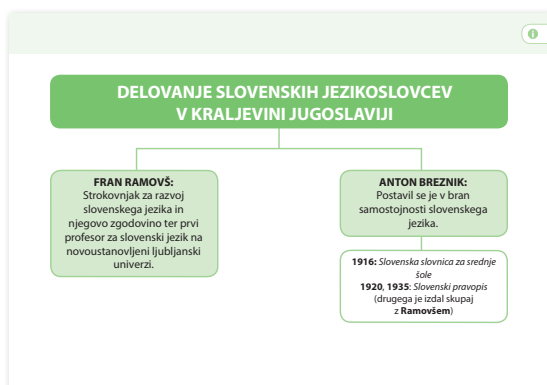 DELOVANJE SLOVENSKIH JEZIKOSLOVCEV
V KRALJEVINI JUGOSLAVIJI
FRAN RAMOVŠ:
Strokovnjak za razvoj
slovenskega jezika in
njegovo zgodovino ter prvi
profesor za slovenski jezik na
novoustanovljeni ljubljanski
univerzi.
ANTON BREZNIK:
Postavil se je v bran
samostojnosti slovenskega
jezika.
1916: Slovenska slovnica za srednje
šole
1920, 1935: Slovenski pravopis
(drugega je izdal skupaj
z Ramovšem)